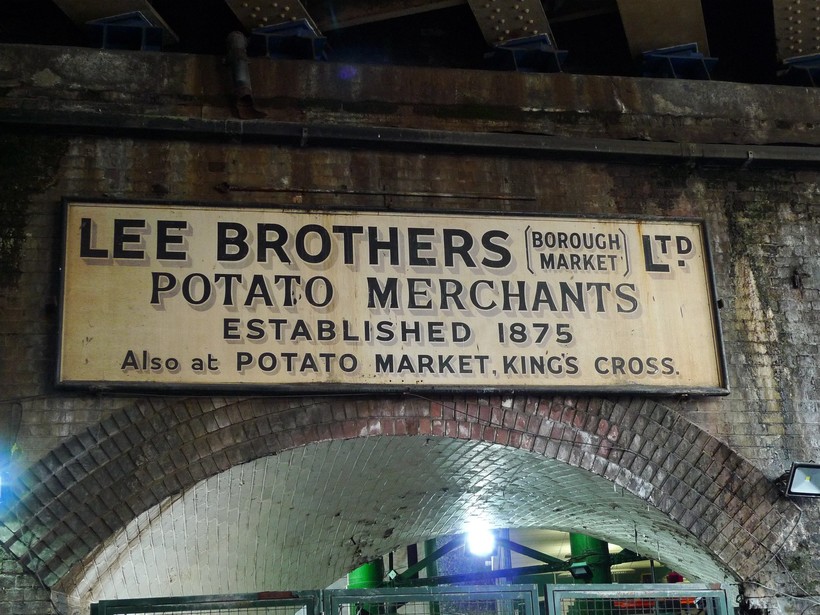 LEE BROTHERS (BOROUGH MARKET) LTD
POTATO MERCHANTS
ESTABLISHED 1875
Also at POTATO MARKET, KING'S CROSS.